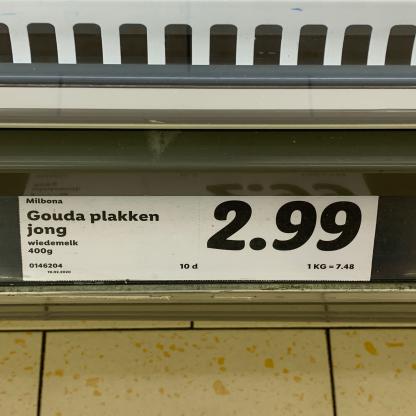 Milbona
Gouda plakken
jong
wiedemelk
400g
2.99
0146204
10 d
1 KG = 7.48